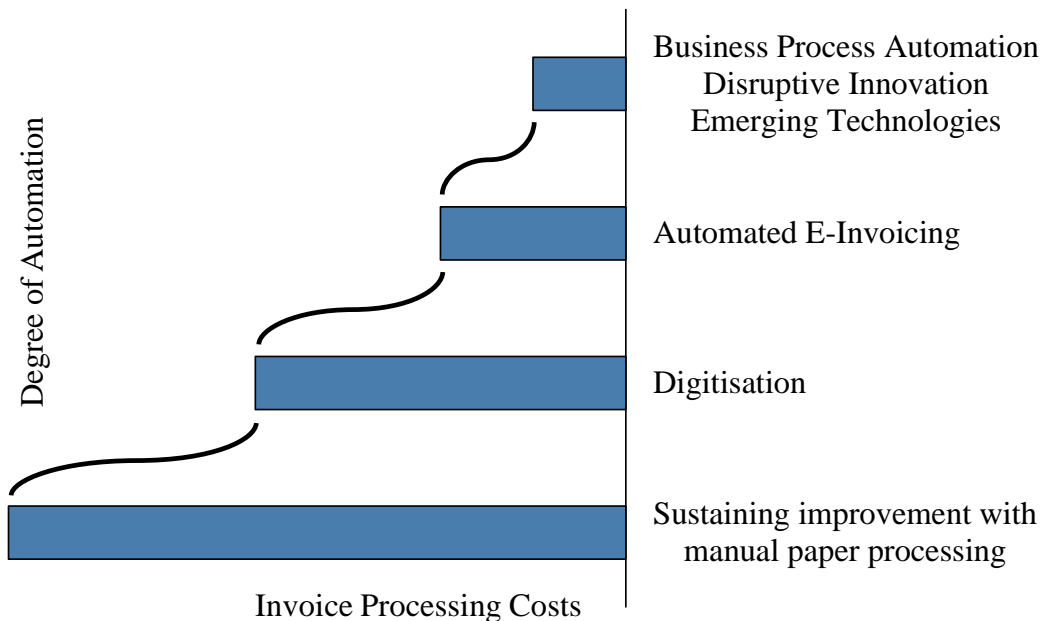 Business Process Automation
Disruptive Innovation
Emerging Technologies
Degree of Automation
Automated E-Invoicing
Digitisation
Sustaining improvement with
manual paper processing
Invoice Processing Costs